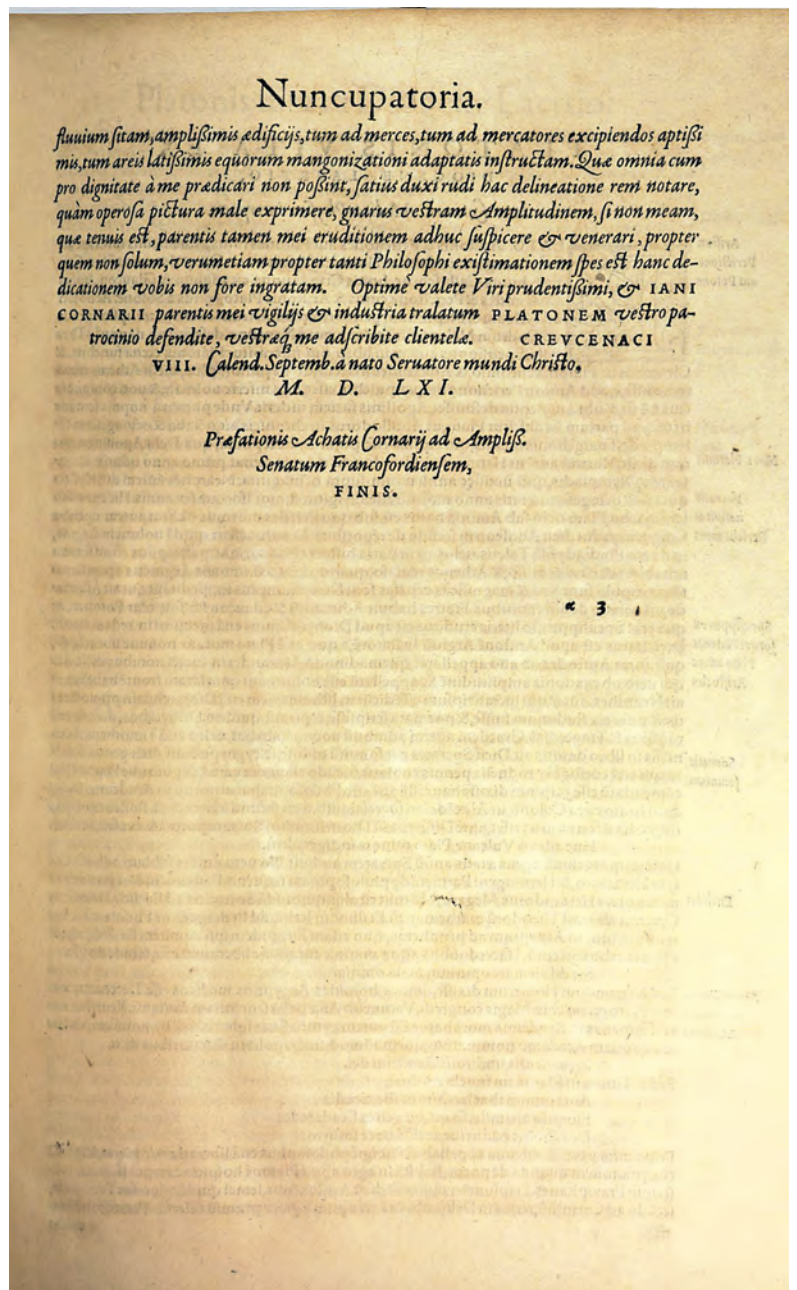 Nuncupatoria.
fluuium ſitam, amplißimis ædificijs, tum ad merces, tum ad mercatores excipiendos aptißi
mis, tum areis latißimis equorum mangonizationi adaptatis inſtructam. Quæ omnia cum
pro dignitate à me prædicari non poßint, ſatius duxi rudi hac delineatione rem notare,
quàm operoſa pictura male exprimere, gnarus veſtram Amplitudinem, ſi non meam,
quæ tenuis eſt, parentis tamen mei eruditionem adhuc ſuſpicere & venerari, propter
quem non ſolum, verumetiam propter tanti Philoſophi exiſtimationem ſpes eſt hanc de-
dicationem vobis non fore ingratam. Optime valete Viri prudentißimi, & IANI
CORNARII parentis mei vigilijs & induſtria tralatum PLATONEM veſtro pa-
trocinio defendite, veſtræq́ me adſcribite clientelæ. CREVCENACI
VIII. Calend. Septemb. à nato Seruatore mundi Chriſto.
M. D. LXI.
Præfationis Achatis Cornarij ad Ampliß.
Senatum Francofordienſem,
FINIS.
3